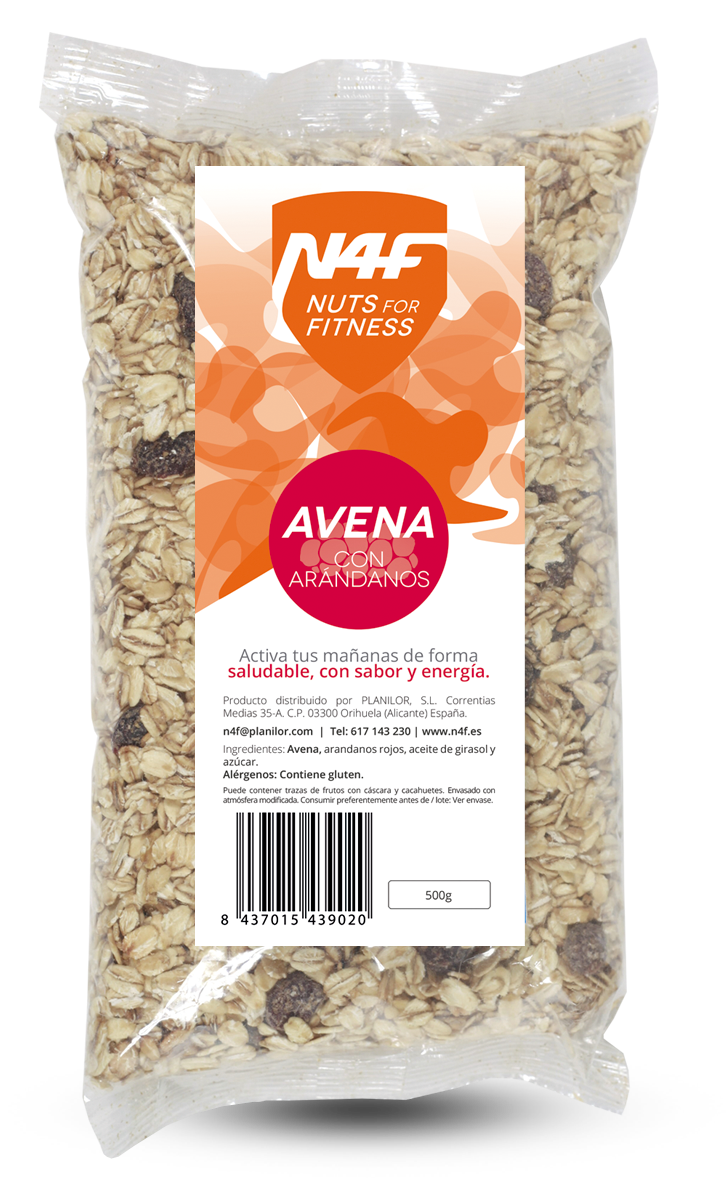 N4F
NUTS FOR
FITNESS
AVENA
CON
ARÁNDANOS
Activa tus mañanas de forma
saludable, con sabor y energía.
Producto distribuido por PLANILOR, S.L. Correntias
Medias 35-A. C.P. 03300 Orihuela (Alicante) España.
n4f@planilor.com | Tel: 617 143 230 | www.n4f.es
Ingredientes: Avena, arandanos rojos, aceite de girasol y
azúcar.
Alérgenos: Contiene gluten.
Puede contener trazas de frutos con cáscara y cacahuetes. Envasado con
atmósfera modificada. Consumir preferentemente antes de / lote: Ver envase.
500g
8 437015 439020